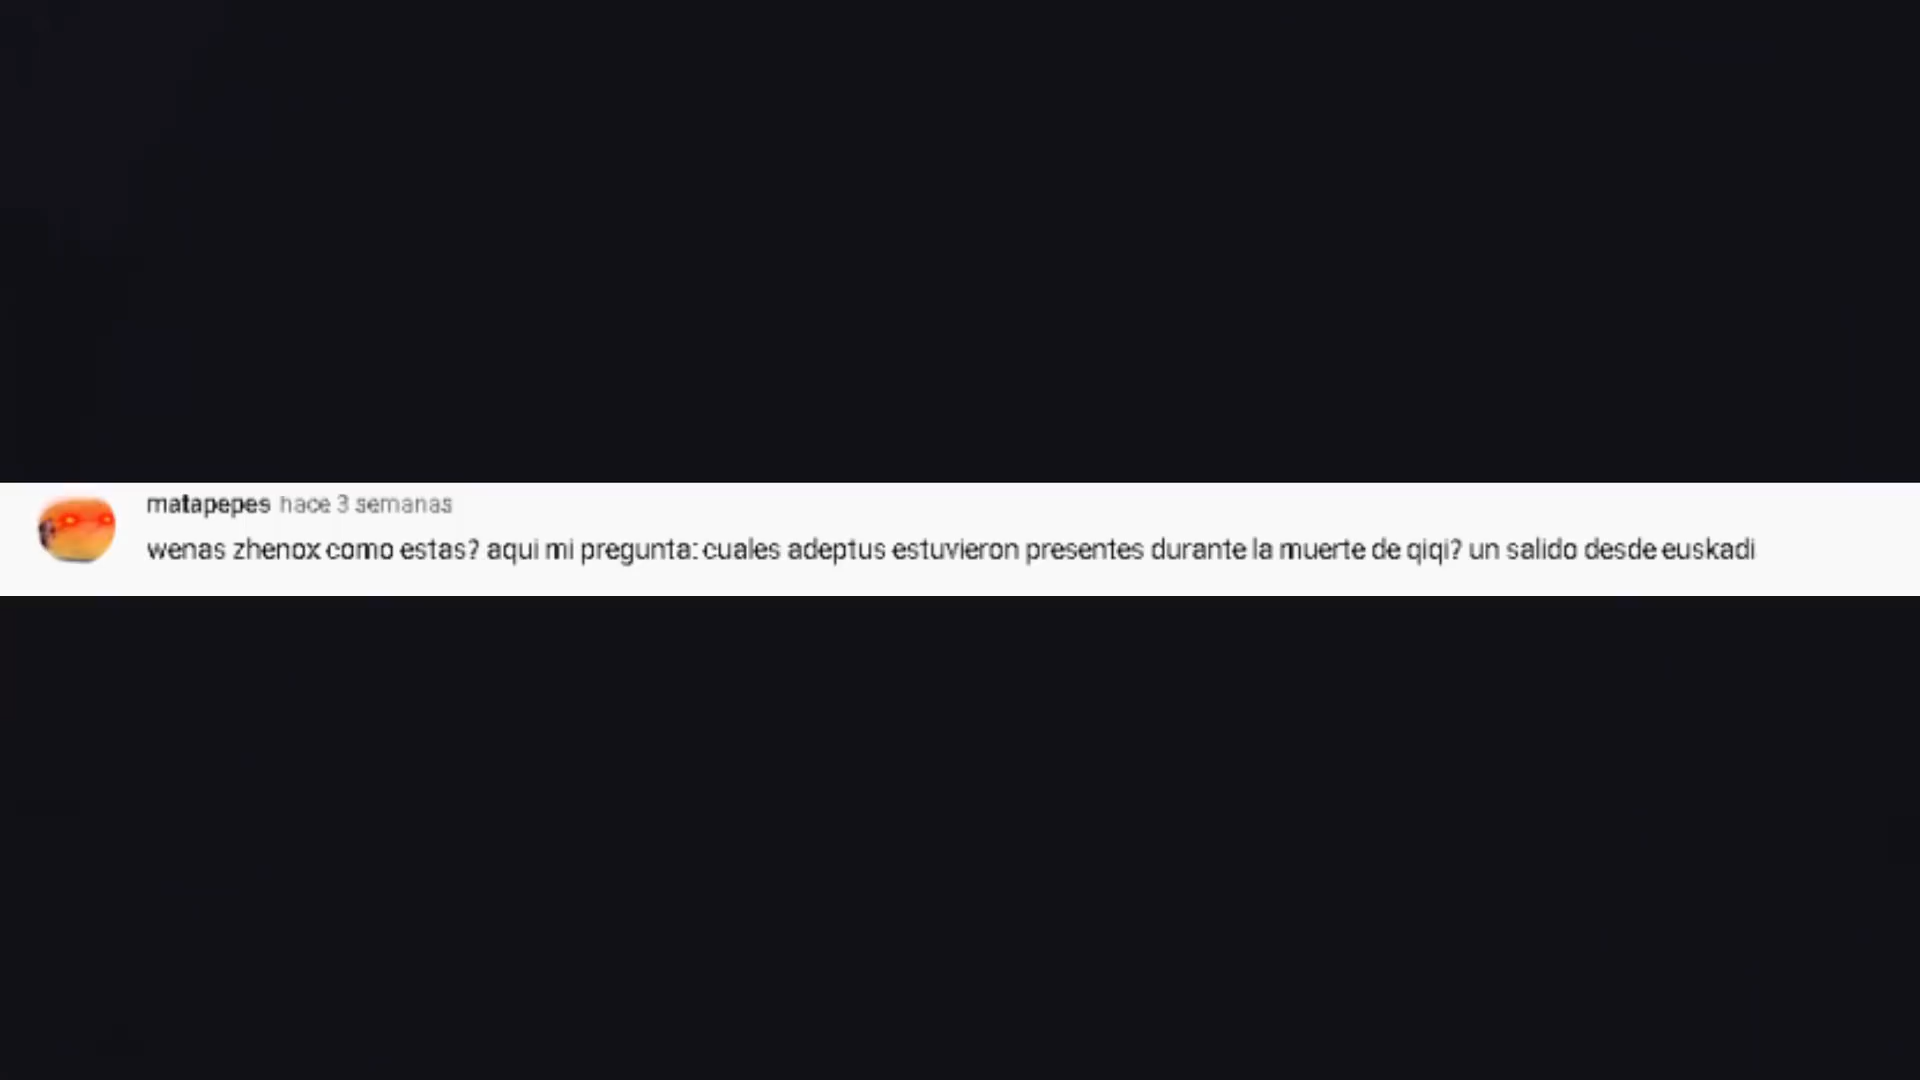 matapepes hace 3 semanas
wenas zhenox como estas? aqui mi pregunta: cuales adeptus estuvieron presentes durante la muerte de qiqi? un salido desde euskadi